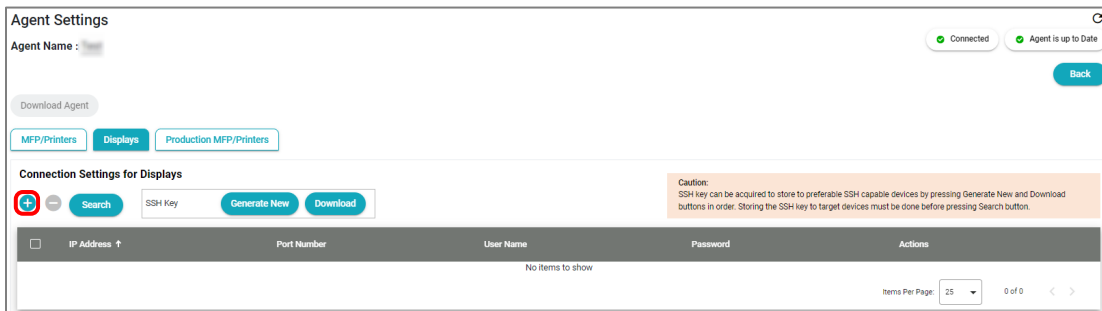 Agent Settings
Agent Name :
Connected
Agent is up to Date
Back
Download Agent
MFP/Printers
Displays
Production MFP/Printers
Connection Settings for Displays
Search
SSH Key
Generate New
Download
Caution:
SSH key can be acquired to store to preferable SSH capable devices by pressing Generate New and Download
buttons in order. Storing the SSH key to target devices must be done before pressing Search button.
IP Address ↑
Port Number
User Name
Password
Actions
No items to show
Items Per Page: 25
0 of 0